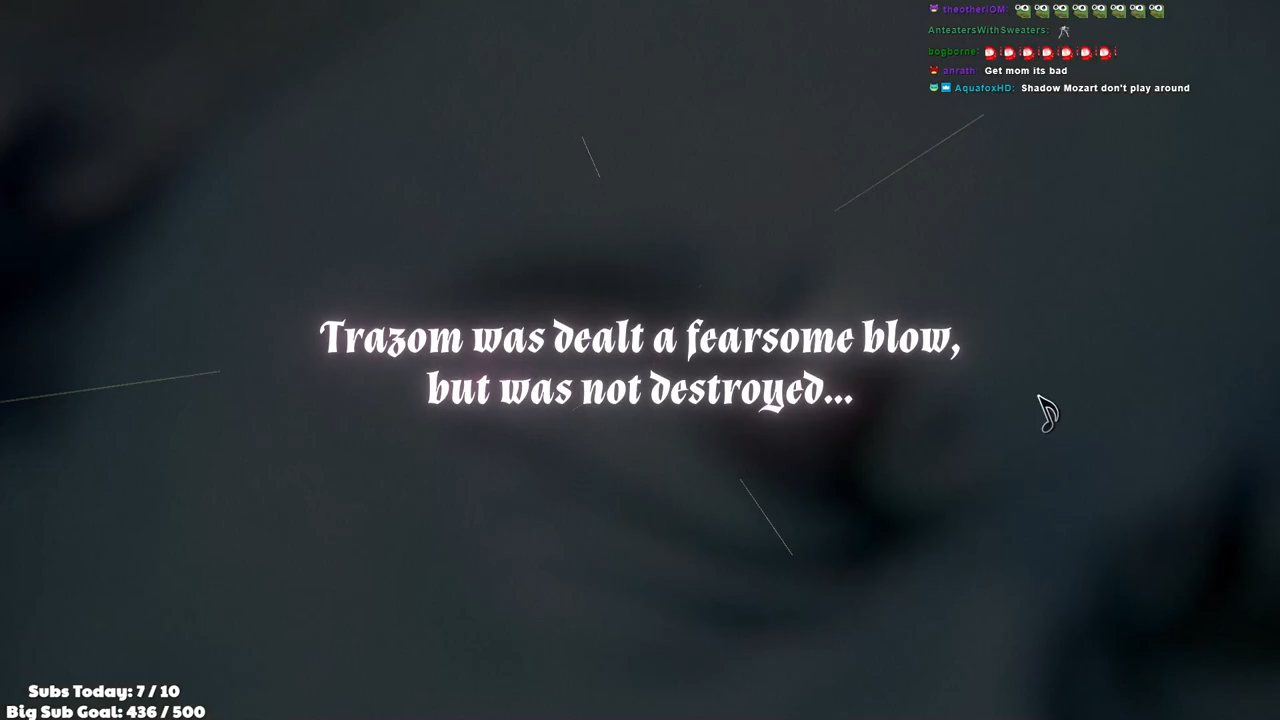 theotheriOM:
AnteatersWithSweaters:
bogborne:
anrath: Get mom its bad
AquafoxHD: Shadow Mozart don't play around
Trazom was dealt a fearsome blow,
but was not destroyed...
Subs Today: 7 / 10
Big Sub Goal: 436 / 500